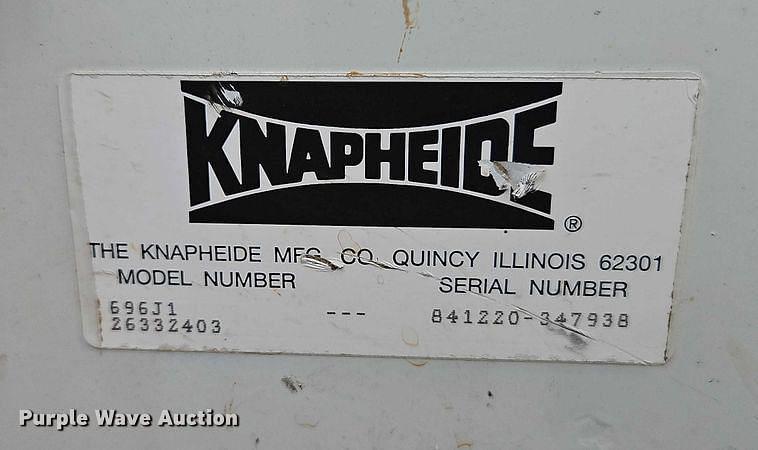 KNAPHEIDE
®
THE KNAPHEIDE MFG. CO. QUINCY ILLINOIS 62301
MODEL NUMBER SERIAL NUMBER
696J1
26332403 --- 841220-347938
Purple Wave Auction